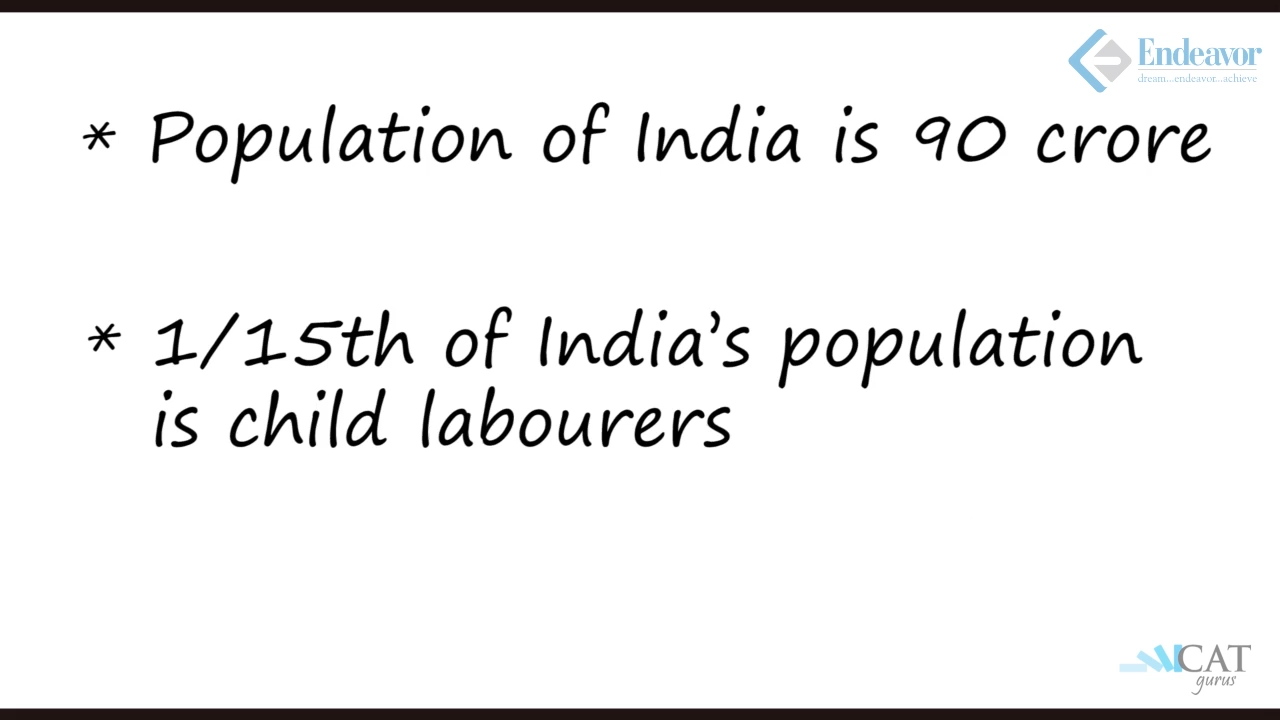 Endeavor
dream...endeavor...achieve
* Population of India is 90 crore
* 1/15th of India's population
is child labourers
CAT
gurus